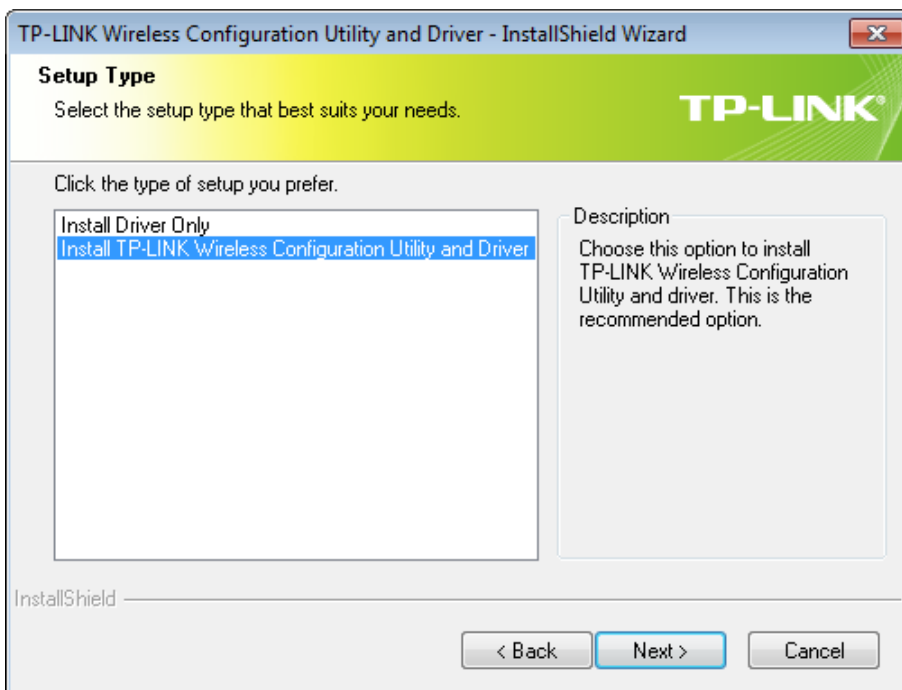 TP-LINK Wireless Configuration Utility and Driver - InstallShield Wizard
Setup Type
Select the setup type that best suits your needs.
TP-LINK®
Click the type of setup you prefer.
Install Driver Only
Install TP-LINK Wireless Configuration Utility and Driver
Description
Choose this option to install
TP-LINK Wireless Configuration
Utility and driver. This is the
recommended option.
InstallShield
< Back
Next >
Cancel